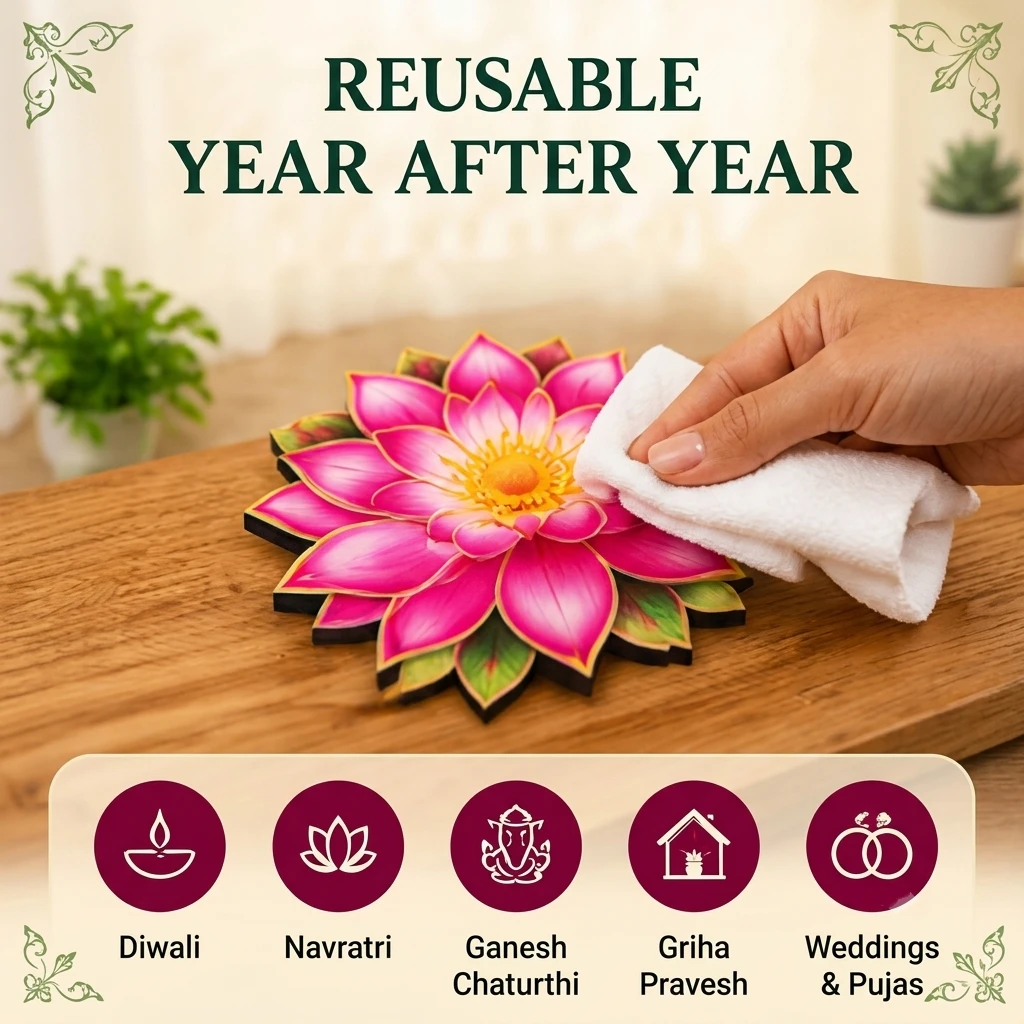 REUSABLE
YEAR AFTER YEAR
Diwali
Navratri
Ganesh
Chaturthi
Griha
Pravesh
Weddings
& Pujas